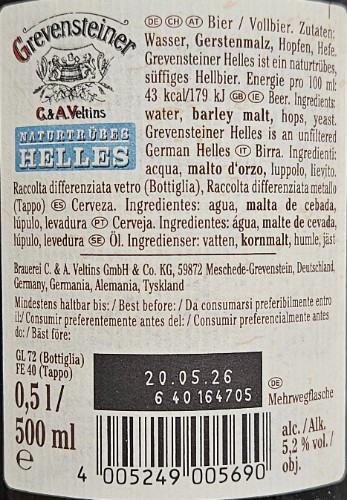 Grevensteiner
C.&A.Veltins
NATURTRÜBES
HELLES
DE CH AT Bier / Vollbier. Zutaten:
Wasser, Gerstenmalz, Hopfen, Hefe.
Grevensteiner Helles ist ein naturtrübes,
süffiges Hellbier. Energie pro 100 ml:
43 kcal/179 kJ GB IE Beer. Ingredients:
water, barley malt, hops, yeast.
Grevensteiner Helles is an unfiltered
German Helles IT Birra. Ingredienti:
acqua, malto d'orzo, luppolo, lievito.
Raccolta differenziata vetro (Bottiglia), Raccolta differenziata metallo
(Tappo) ES Cerveza. Ingredientes: agua, malta de cebada,
lúpulo, levadura PT Cerveja. Ingredientes: água, malte de cevada,
lúpulo, levedura SE Öl. Ingredienser: vatten, kornmalt, humle, jäst
Brauerei C. & A. Veltins GmbH & Co. KG, 59872 Meschede-Grevenstein, Deutschland,
Germany, Germania, Alemania, Tyskland
Mindestens haltbar bis: / Best before: / Da consumarsi preferibilmente entro
il:/ Consumir preferentemente antes del: / Consumir preferencialmente antes
do: / Bäst före:
GL 72 (Bottiglia)
FE 40 (Tappo)
20.05.26
6 40 164705
0,5 l /
500 ml
e
DE
Mehrwegflasche
alc. / Alk.
5,2 % vol. /
obj.
4 005249 005690